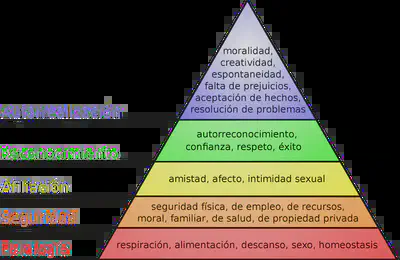 moralidad,
creatividad,
espontaneidad,
falta de prejuicios,
aceptación de hechos,
resolución de problemas
Autorrealización
autorreconocimiento,
confianza, respeto, éxito
Reconocimiento
amistad, afecto, intimidad sexual
Afiliación
seguridad física, de empleo, de recursos,
moral, familiar, de salud, de propiedad privada
Seguridad
respiración, alimentación, descanso, sexo, homeostasis
Fisiología